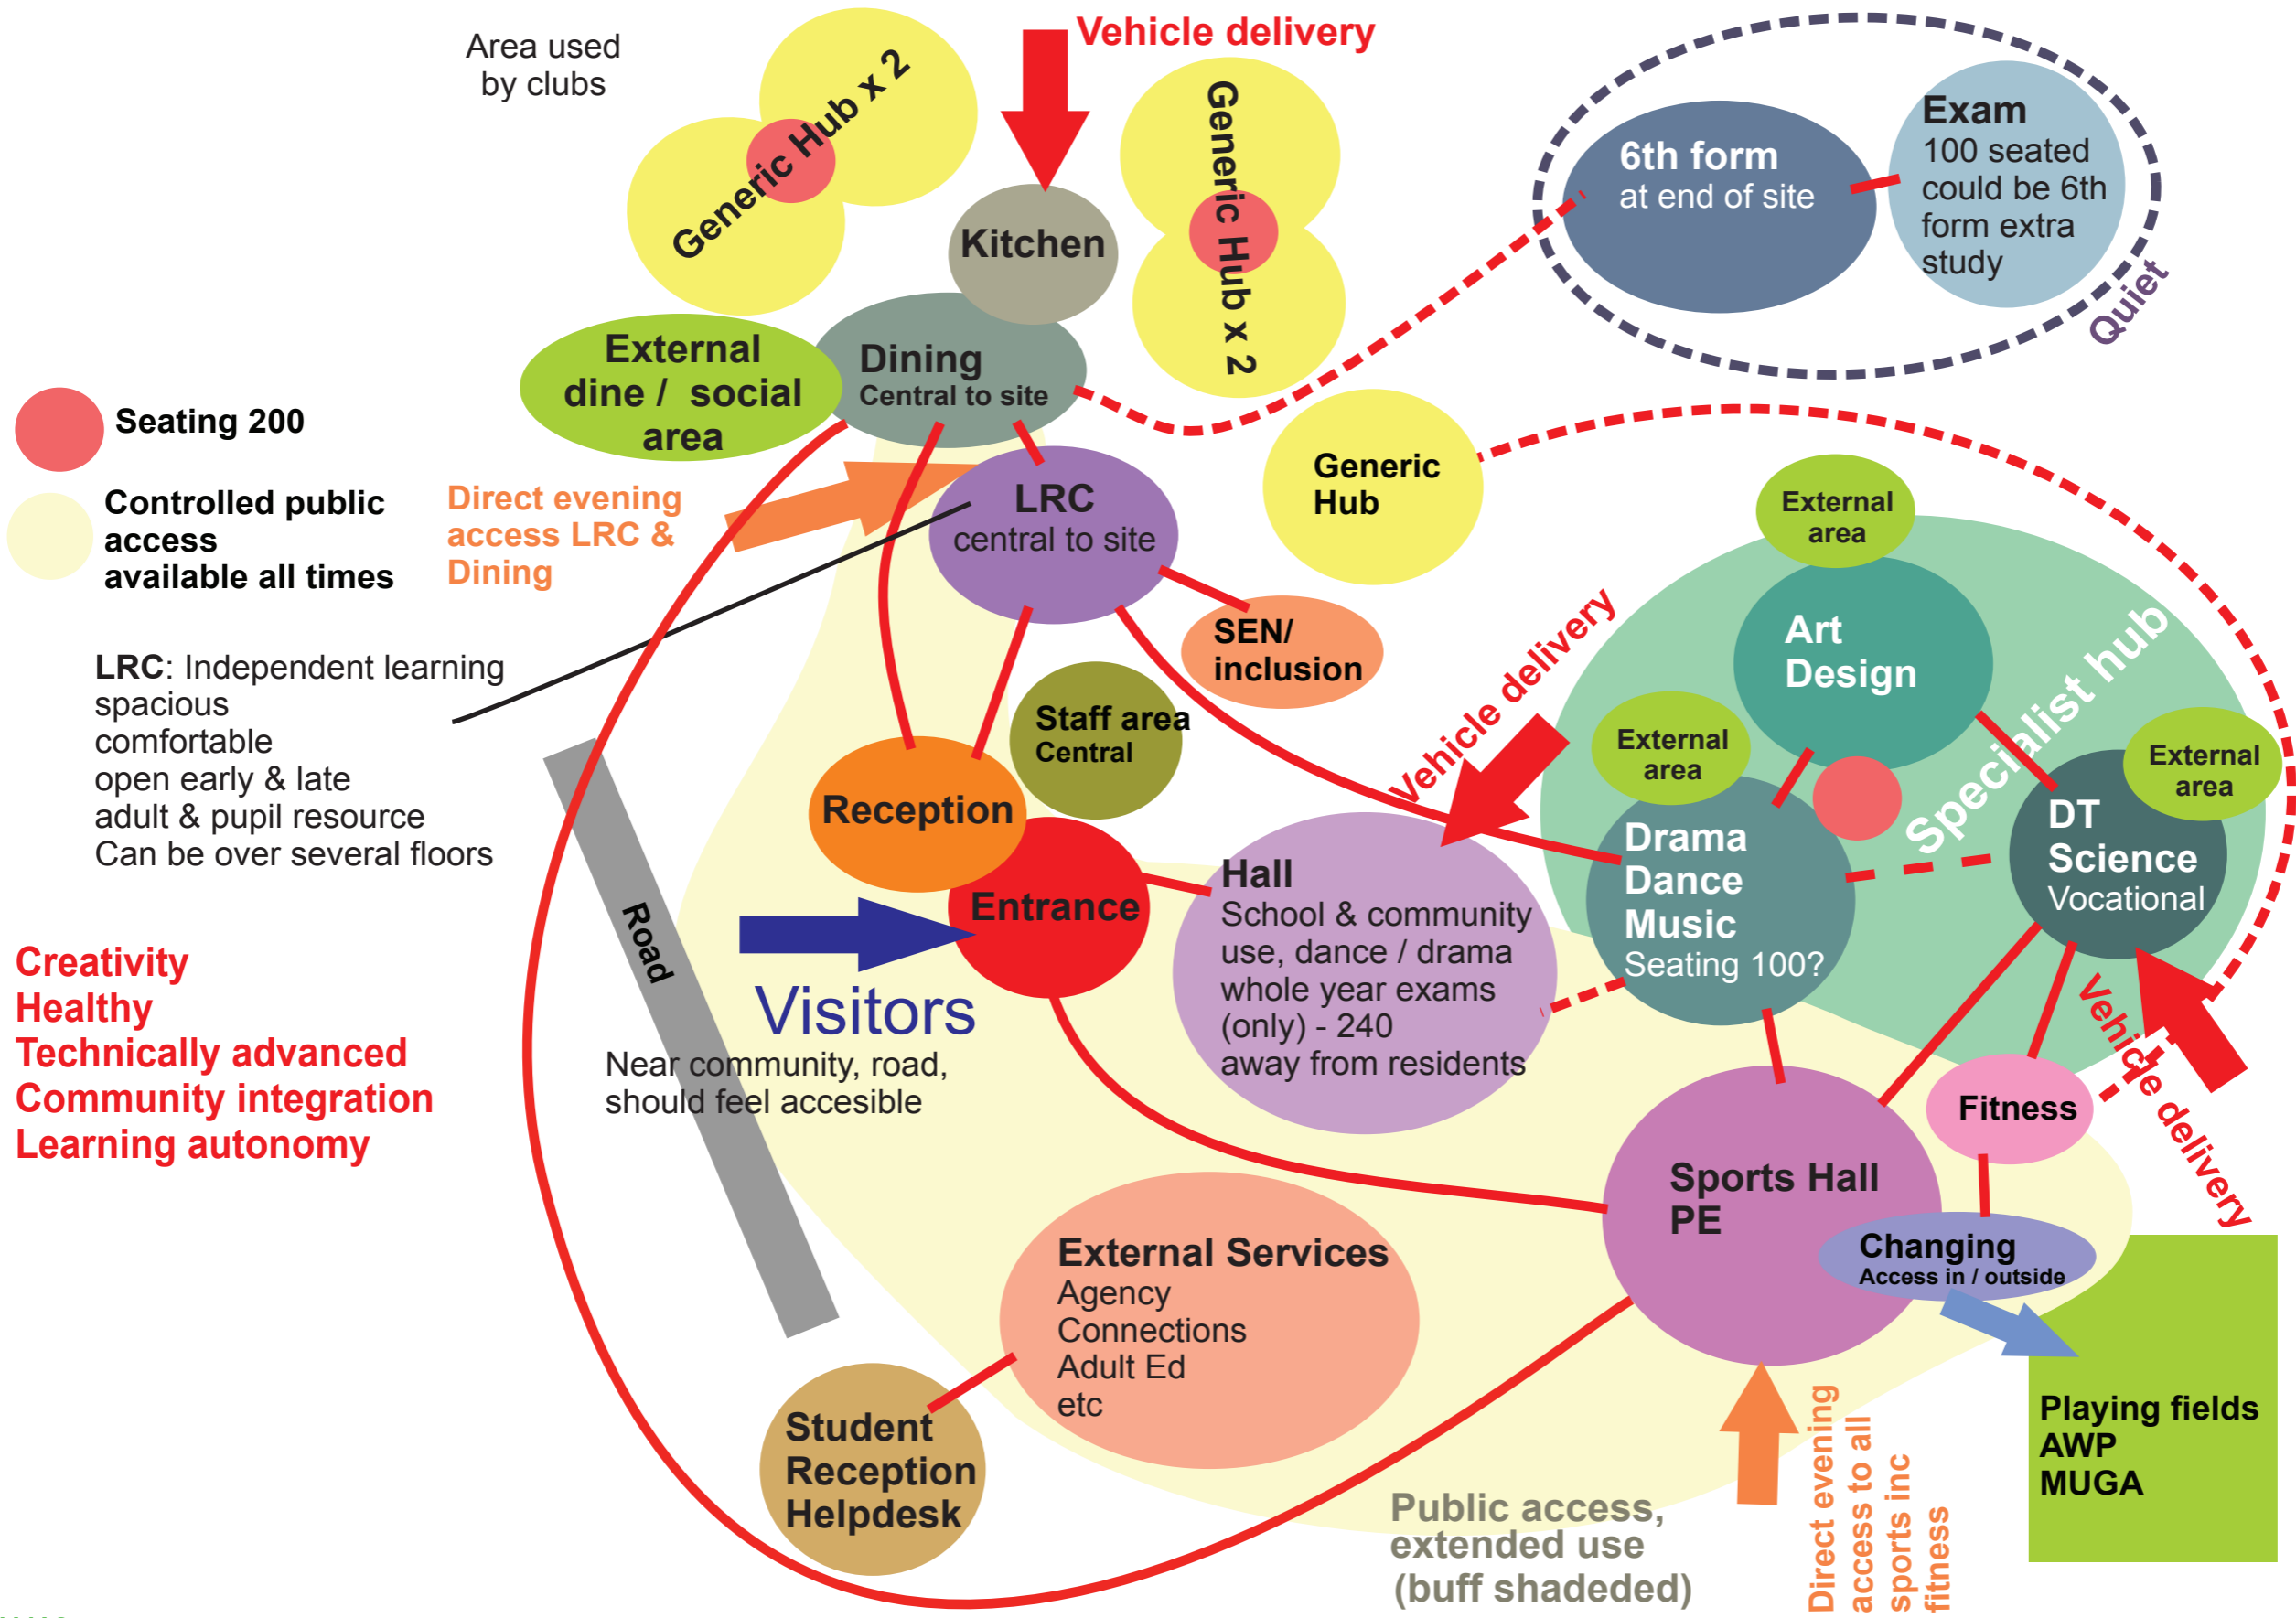 Area used
by clubs
Generic Hub x 2
Vehicle delivery
Generic Hub x 2
Kitchen
6th form
at end of site
Exam
100 seated
could be 6th
form extra
study
Quiet
External
dine / social
area
Dining
Central to site
Seating 200
Controlled public
access
available all times
Direct evening
access LRC &
Dining
LRC
central to site
Generic
Hub
External
area
SEN/
inclusion
Art
Design
Specialist hub
LRC: Independent learning
spacious
comfortable
open early & late
adult & pupil resource
Can be over several floors
Staff area
Central
Vehicle delivery
External
area
External
area
Reception
Entrance
Road
Hall
School & community
use, dance / drama
whole year exams
(only) - 240
away from residents
Drama
Dance
Music
Seating 100?
DT
Science
Vocational
Creativity
Healthy
Technically advanced
Community integration
Learning autonomy
Visitors
Near community, road,
should feel accesible
Vehicle delivery
Fitness
Sports Hall
PE
Changing
Access in / outside
External Services
Agency
Connections
Adult Ed
etc
Student
Reception
Helpdesk
Playing fields
AWP
MUGA
Public access,
extended use
(buff shadeded)
Direct evening
access to all
sports inc
fitness